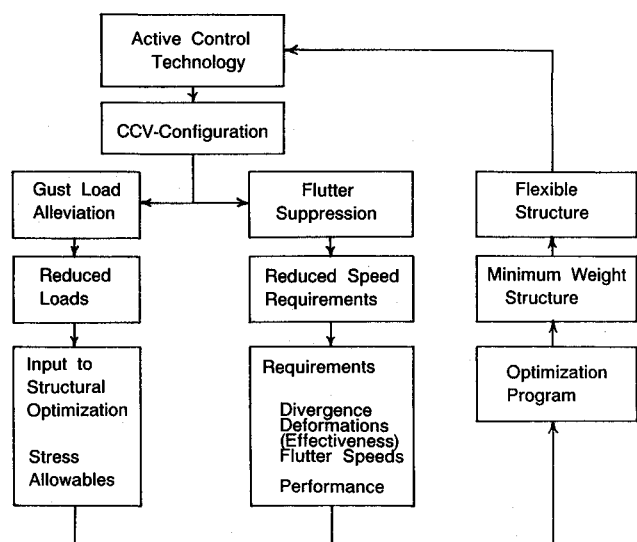 Active Control
Technology
CCV-Configuration
Gust Load
Alleviation
Flutter
Suppression
Flexible
Structure
Reduced
Loads
Reduced Speed
Requirements
Minimum Weight
Structure
Input to
Structural
Optimization
Stress
Allowables
Requirements
Divergence
Deformations
(Effectiveness)
Flutter Speeds
Performance
Optimization
Program